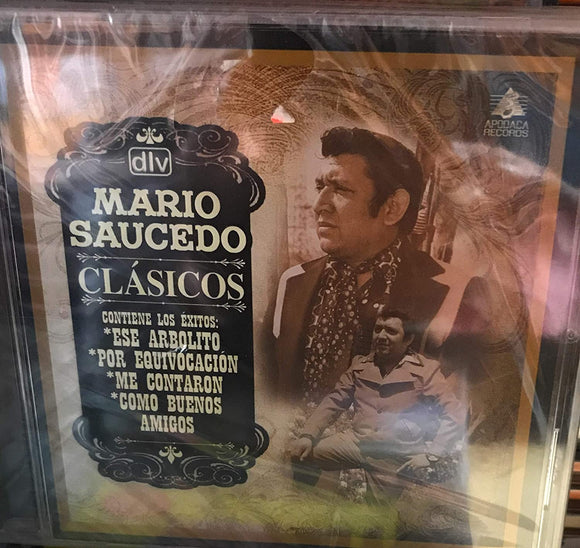 dlv
MARIO
SAUCEDO
CLÁSICOS
CONTIENE LOS ÉXITOS:
*ESE ARBOLITO
*POR EQUIVOCACIÓN
*ME CONTARON
*COMO BUENOS
AMIGOS
APODACA
RECORDS